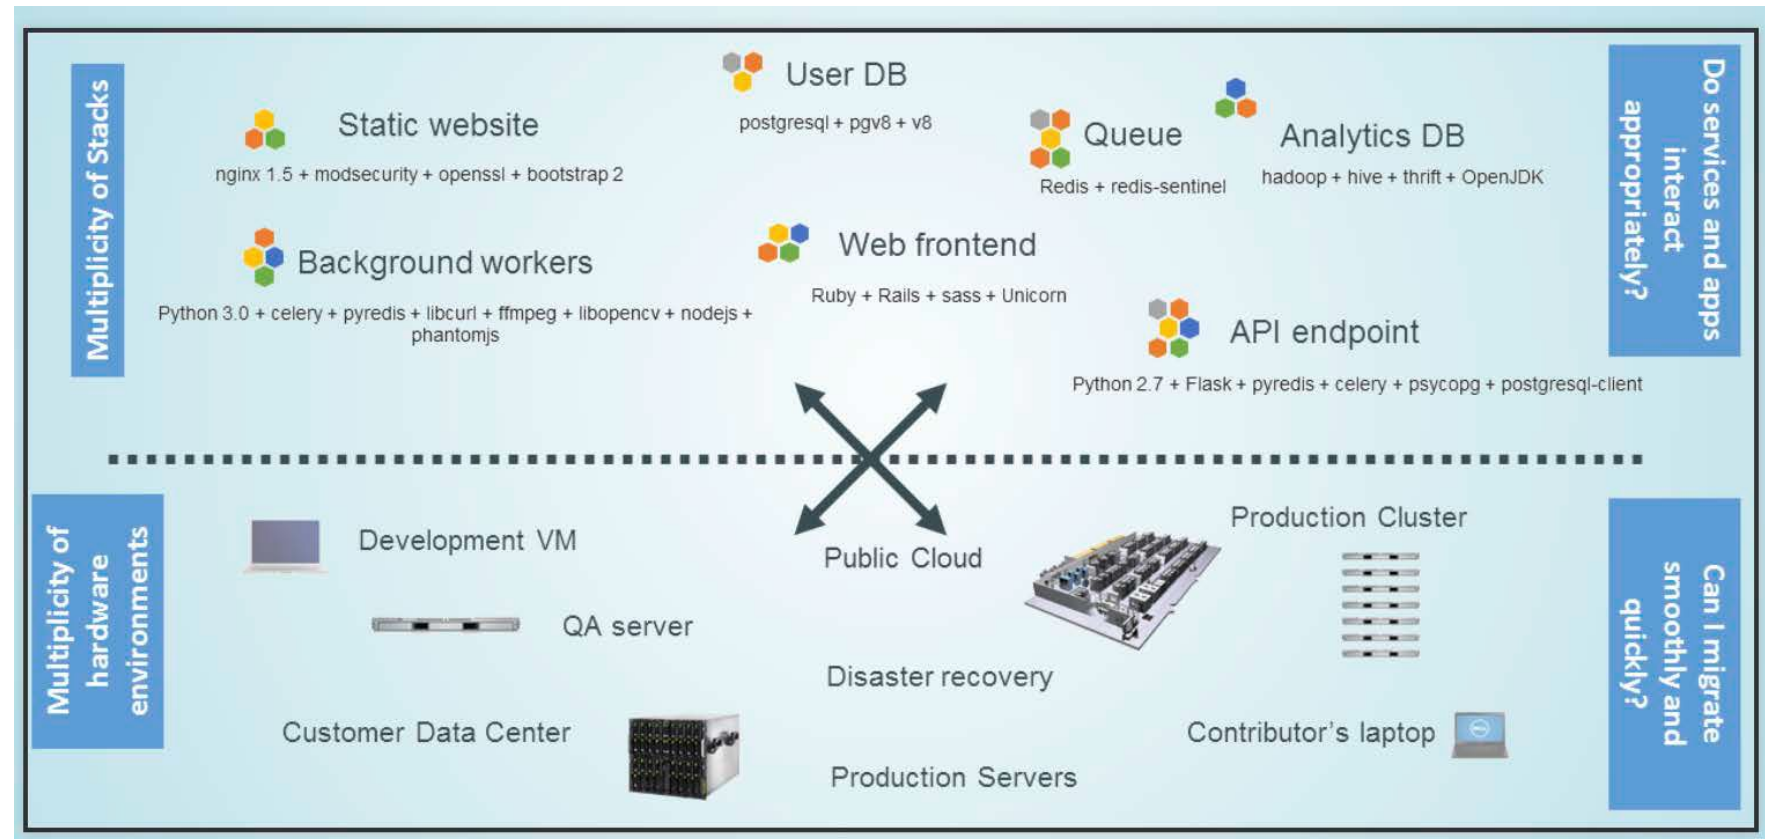 Multiplicity of Stacks
Static website
nginx 1.5 + modsecurity + openssl + bootstrap 2
User DB
postgresql + pgv8 + v8
Queue
Redis + redis-sentinel
Analytics DB
hadoop + hive + thrift + OpenJDK
Background workers
Python 3.0 + celery + pyredis + libcurl + ffmpeg + libopencv + nodejs +
phantomjs
Web frontend
Ruby + Rails + sass + Unicorn
API endpoint
Python 2.7 + Flask + pyredis + celery + psycopg + postgresql-client
Do services and apps
interact
appropriately?
Multiplicity of
hardware
environments
Development VM
QA server
Customer Data Center
Public Cloud
Disaster recovery
Production Servers
Production Cluster
Contributor's laptop
DELL
Can I migrate
smoothly and
quickly?